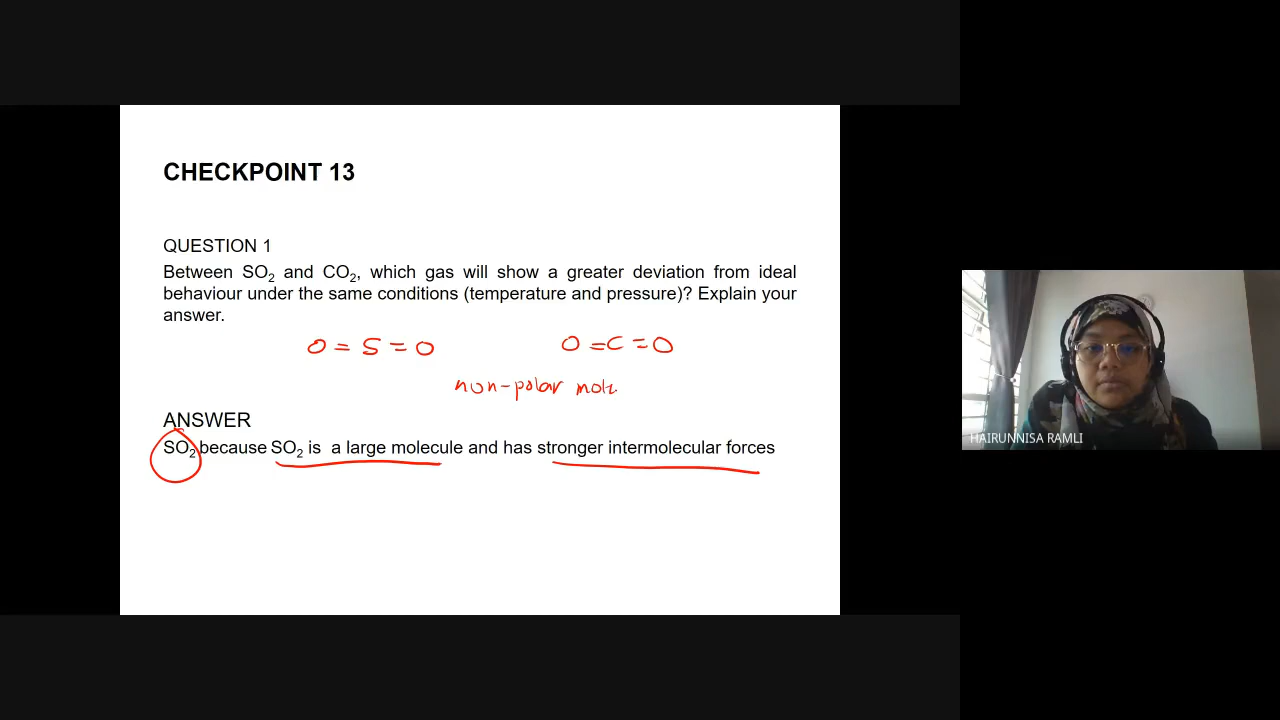 CHECKPOINT 13
QUESTION 1
Between SO₂ and CO₂, which gas will show a greater deviation from ideal
behaviour under the same conditions (temperature and pressure)? Explain your
answer.
O = S = O O = C = O
non-polar mole
ANSWER
SO₂ because SO₂ is a large molecule and has stronger intermolecular forces
HAIRUNNISA RAMLI